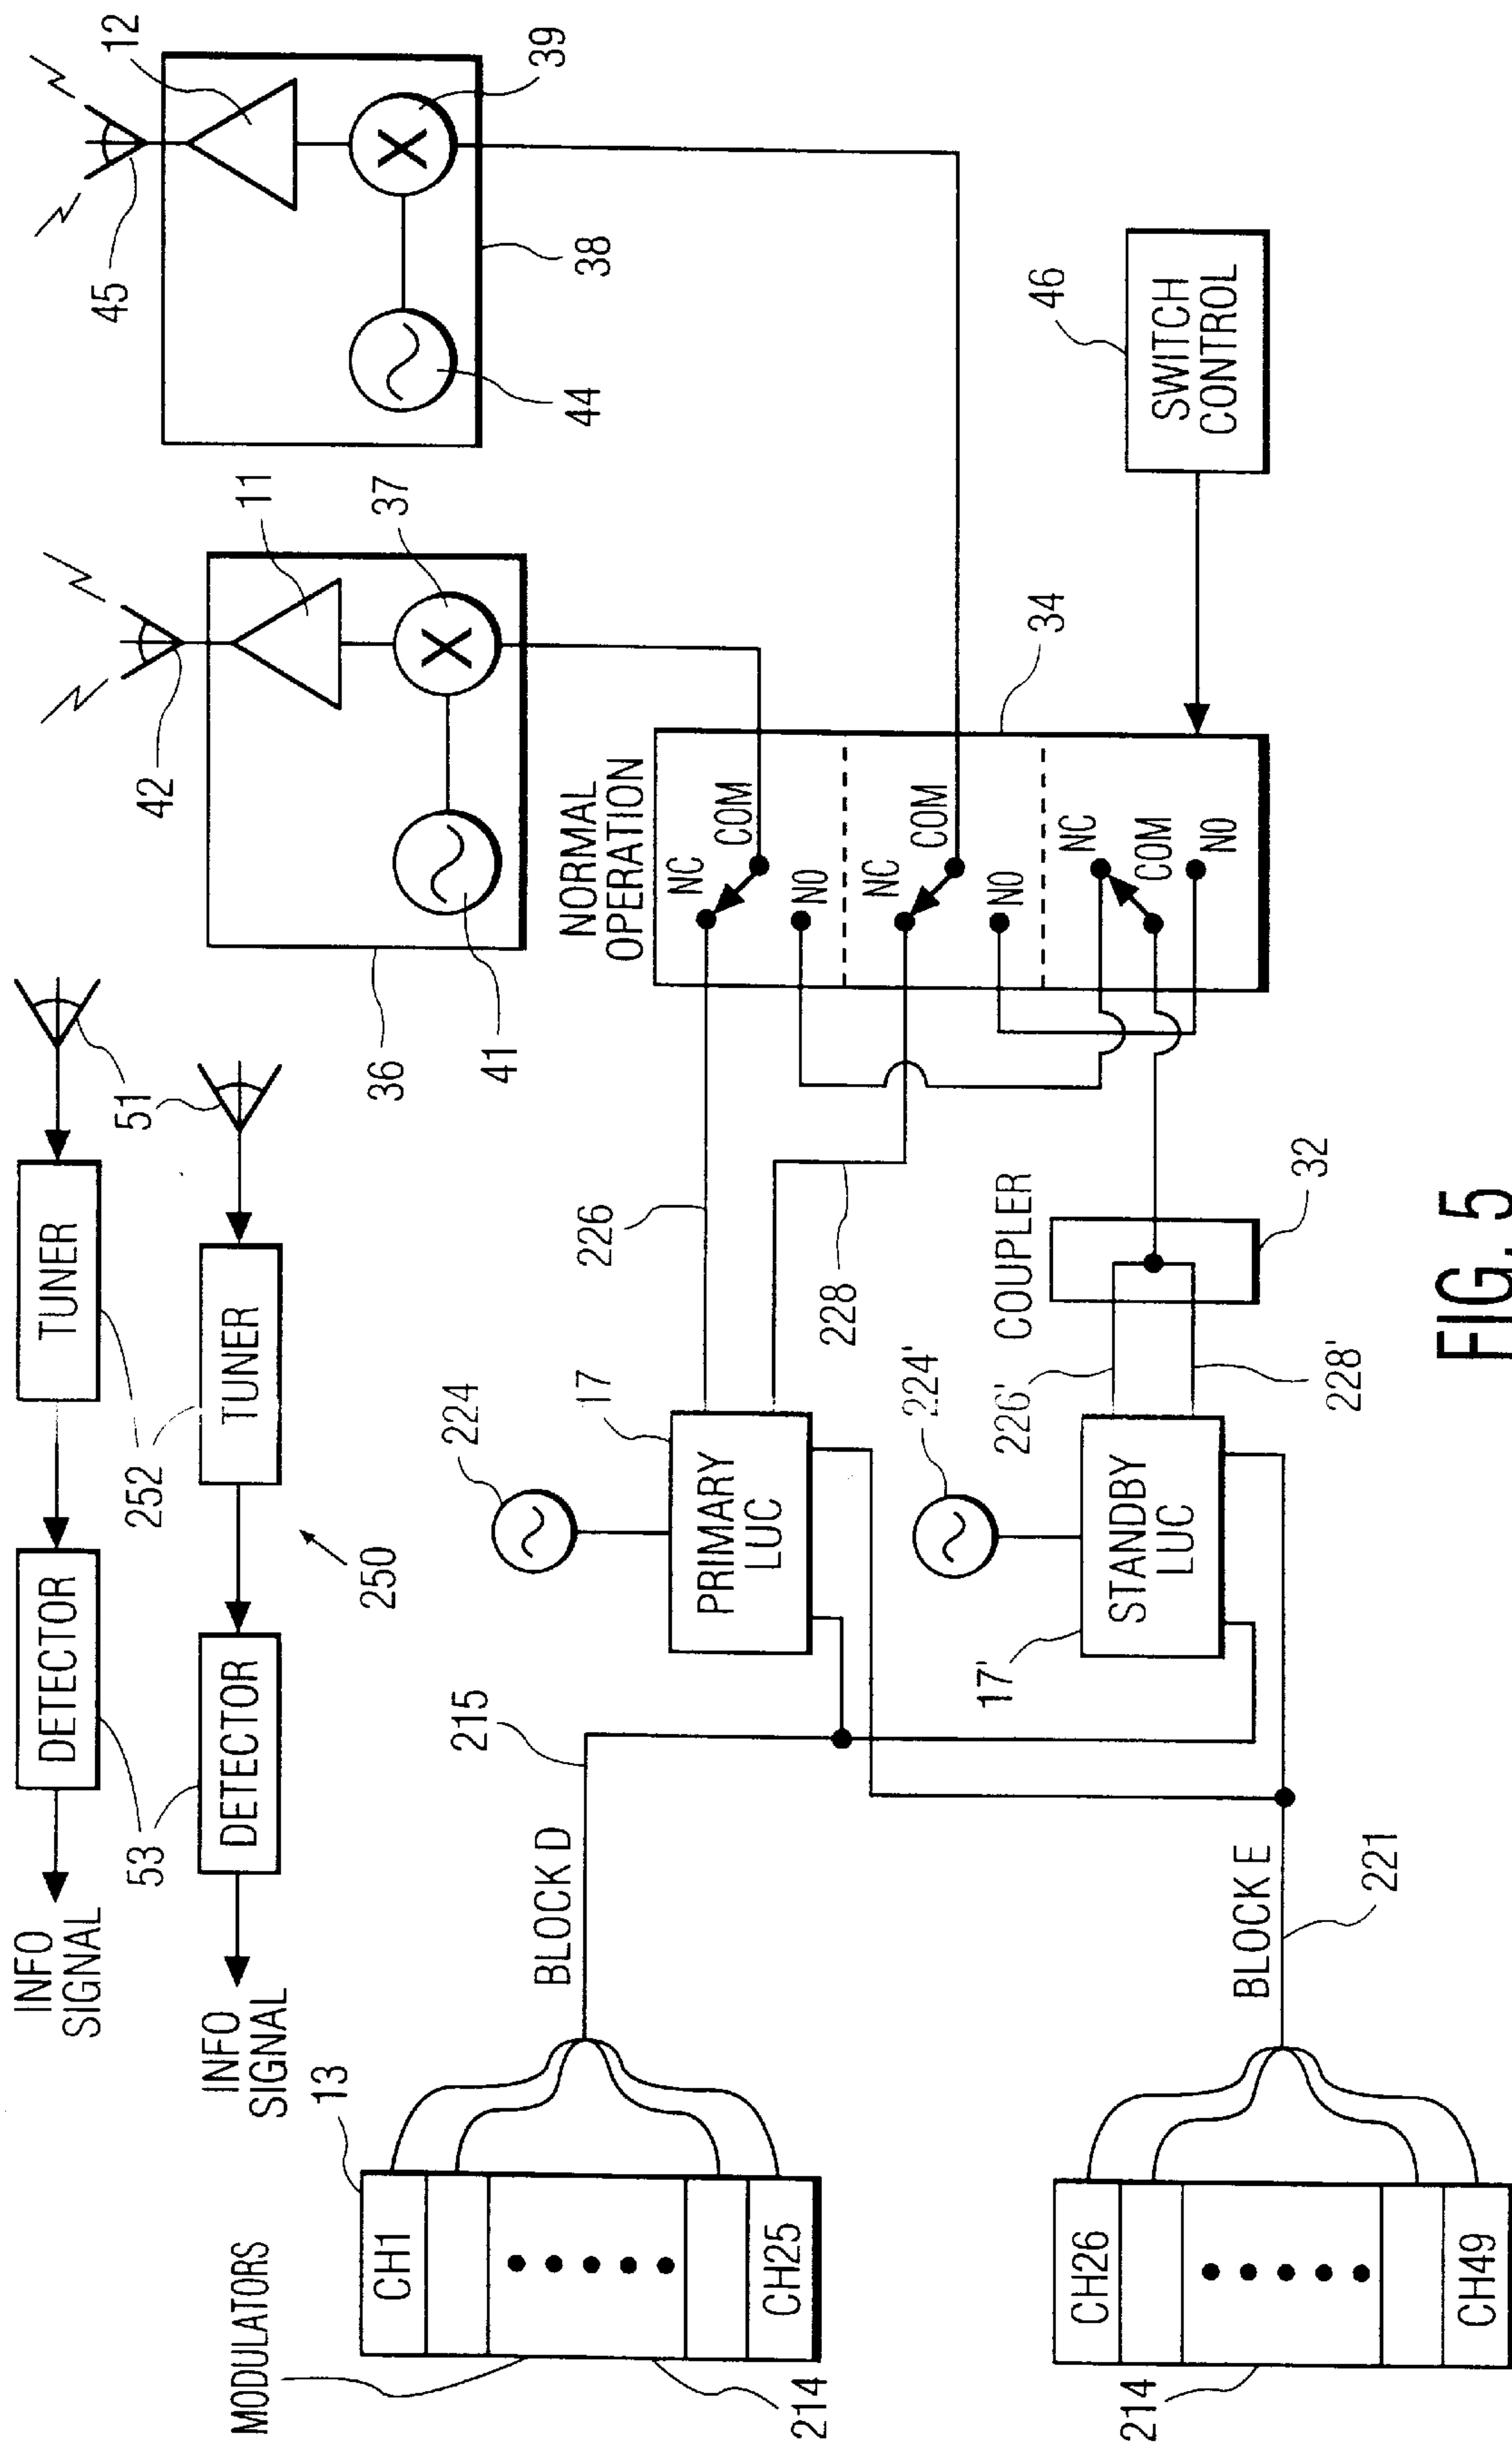 INFO
SIGNAL
DETECTOR
TUNER
51
53
252
INFO
SIGNAL
DETECTOR
TUNER
250
42
11
37
36
41
45
12
39
38
44
MODULATORS
13
CH1
CH25
214
BLOCK D
215
224
17
PRIMARY
LUC
226
228
NORMAL
OPERATION
NC
COM
NO
NC
COM
NO
NC
COM
NO
34
46
SWITCH
CONTROL
CH26
CH49
214
BLOCK E
221
224'
17'
STANDBY
LUC
226'
228'
COUPLER
32
FIG. 5